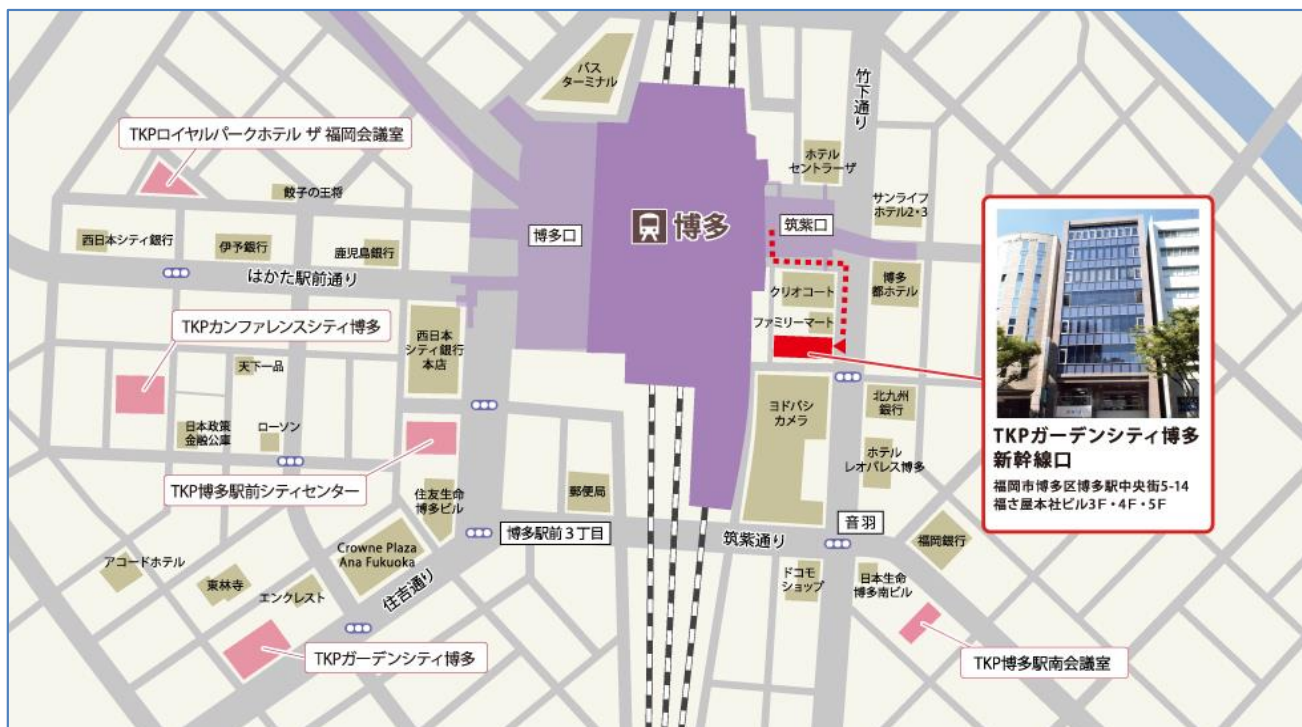 バス
ターミナル
竹下通り
TKPロイヤルパークホテル ザ 福岡会議室
ホテル
セントラーザ
餃子の王将
サンライフ
ホテル2・3
西日本シティ銀行
伊予銀行
鹿児島銀行
博多口
博多
筑紫口
はかた駅前通り
クリオコート
博多
都ホテル
TKPカンファレンスシティ博多
ファミリーマート
西日本
シティ銀行
本店
天下一品
ヨドバシ
カメラ
北九州
銀行
日本政策
金融公庫
ローソン
TKPガーデンシティ博多
新幹線口
福岡市博多区博多駅中央街5-14
福さ屋本社ビル3F・4F・5F
ホテル
レオパレス博多
TKP博多駅前シティセンター
住友生命
博多ビル
郵便局
博多駅前3丁目
筑紫通り
音羽
福岡銀行
アコードホテル
東林寺
エンクレスト
Crowne Plaza
Ana Fukuoka
住吉通り
ドコモ
ショップ
日本生命
博多南ビル
TKPガーデンシティ博多
TKP博多駅南会議室